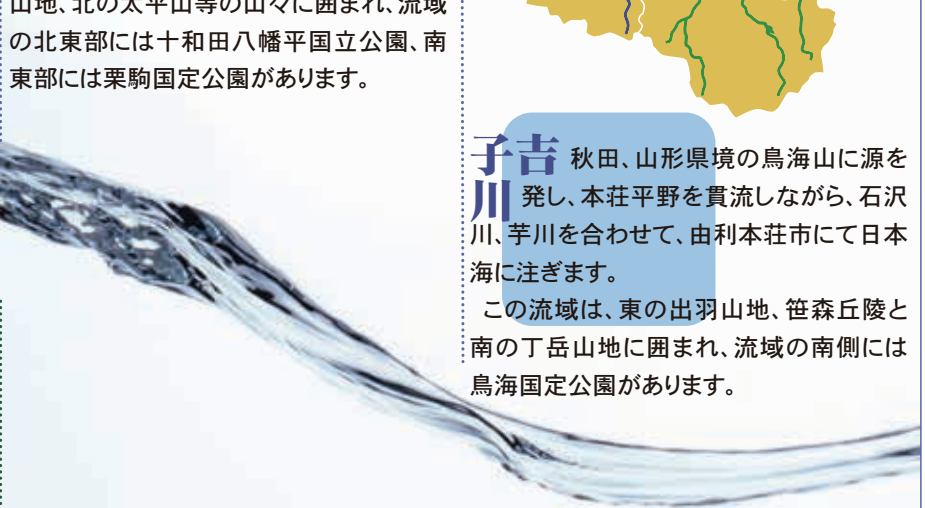 山地、北の太平山等の山々に囲まれ、流域
の北東部には十和田八幡平国立公園、南
東部には栗駒国定公園があります。
子吉川
秋田、山形県境の鳥海山に源を
発し、本荘平野を貫流しながら、石沢
川、芋川を合わせて、由利本荘市にて日本
海に注ぎます。
この流域は、東の出羽山地、笹森丘陵と
南の丁岳山地に囲まれ、流域の南側には
鳥海国定公園があります。